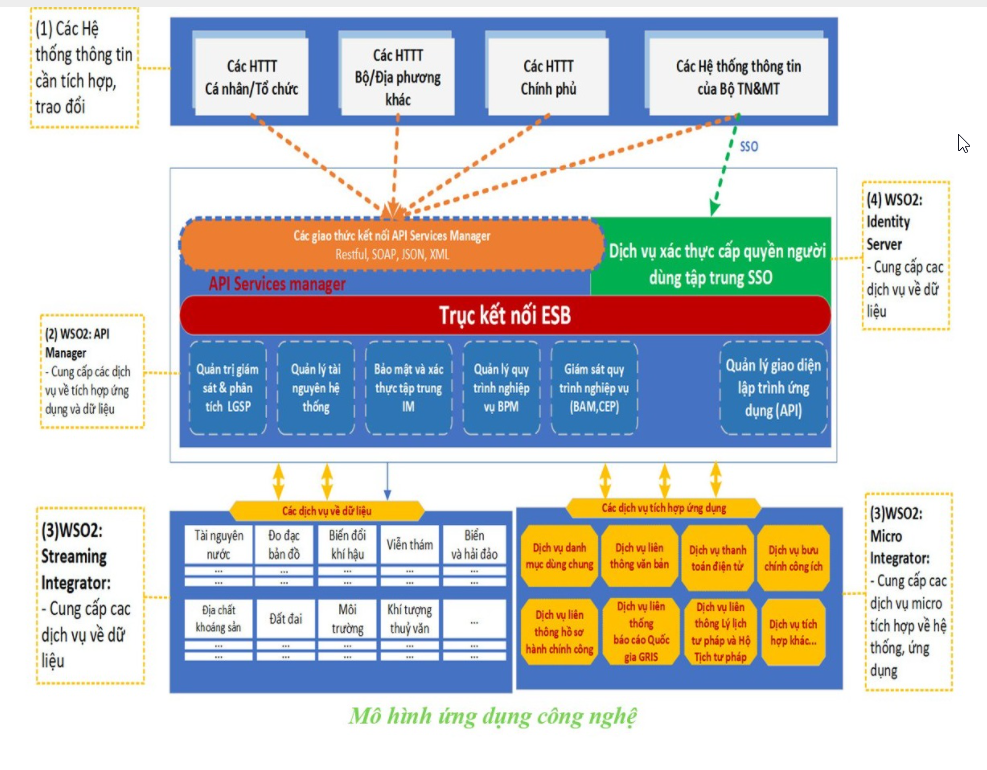 (1) Các Hệ
thống thông tin
cần tích hợp,
trao đổi
Các HTTT
Cá nhân/Tổ chức
Các HTTT
Bộ/Địa phương
khác
Các HTTT
Chính phủ
Các Hệ thống thông tin
của Bộ TN&MT
SSO
Các giao thức kết nối API Services Manager
Restful, SOAP, JSON, XML
API Services manager
Dịch vụ xác thực cấp quyền người
dùng tập trung SSO
(4) WSO2:
Identity
Server
- Cung cấp cac
dịch vụ về dữ
liệu
Trục kết nối ESB
(2) WSO2: API
Manager
- Cung cấp các dịch
vụ về tích hợp ứng
dụng và dữ liệu
Quản trị giám
sát & phân
tích LGSP
Quản lý tài
nguyên hệ
thống
Bảo mật và xác
thực tập trung
IM
Quản lý quy
trình nghiệp
vụ BPM
Giám sát quy
trình nghiệp vụ
(BAM,CEP)
Quản lý giao diện
lập trình ứng
dụng (API)
(3)WSO2:
Streaming
Integrator:
- Cung cấp cac
dịch vụ về dữ
liệu
Các dịch vụ về dữ liệu
Tài nguyên
nước
...
...
Đo đạc
bản đồ
...
...
Biến đổi
khí hậu
...
...
Viễn thám
...
...
Biển
và hải đảo
...
...
Địa chất
khoáng sản
...
...
Đất đai
...
...
Môi
trường
...
...
Khí tượng
thuỷ văn
...
...
...
...
...
Các dịch vụ tích hợp ứng dụng
Dịch vụ danh
mục dùng chung
Dịch vụ liên
thông văn bản
Dịch vụ thanh
toán điện tử
Dịch vụ bưu
chính công ích
Dịch vụ liên
thông hồ sơ
hành chính công
Dịch vụ liên
thống
báo cáo Quốc
gia GRIS
Dịch vụ liên
thông Lý lịch
tư pháp và Hộ
Tịch tư pháp
Dịch vụ tích
hợp khác...
(3)WSO2:
Micro
Integrator:
- Cung cấp cac
dịch vụ micro
tích hợp về hệ
thống, ứng
dụng
Mô hình ứng dụng công nghệ